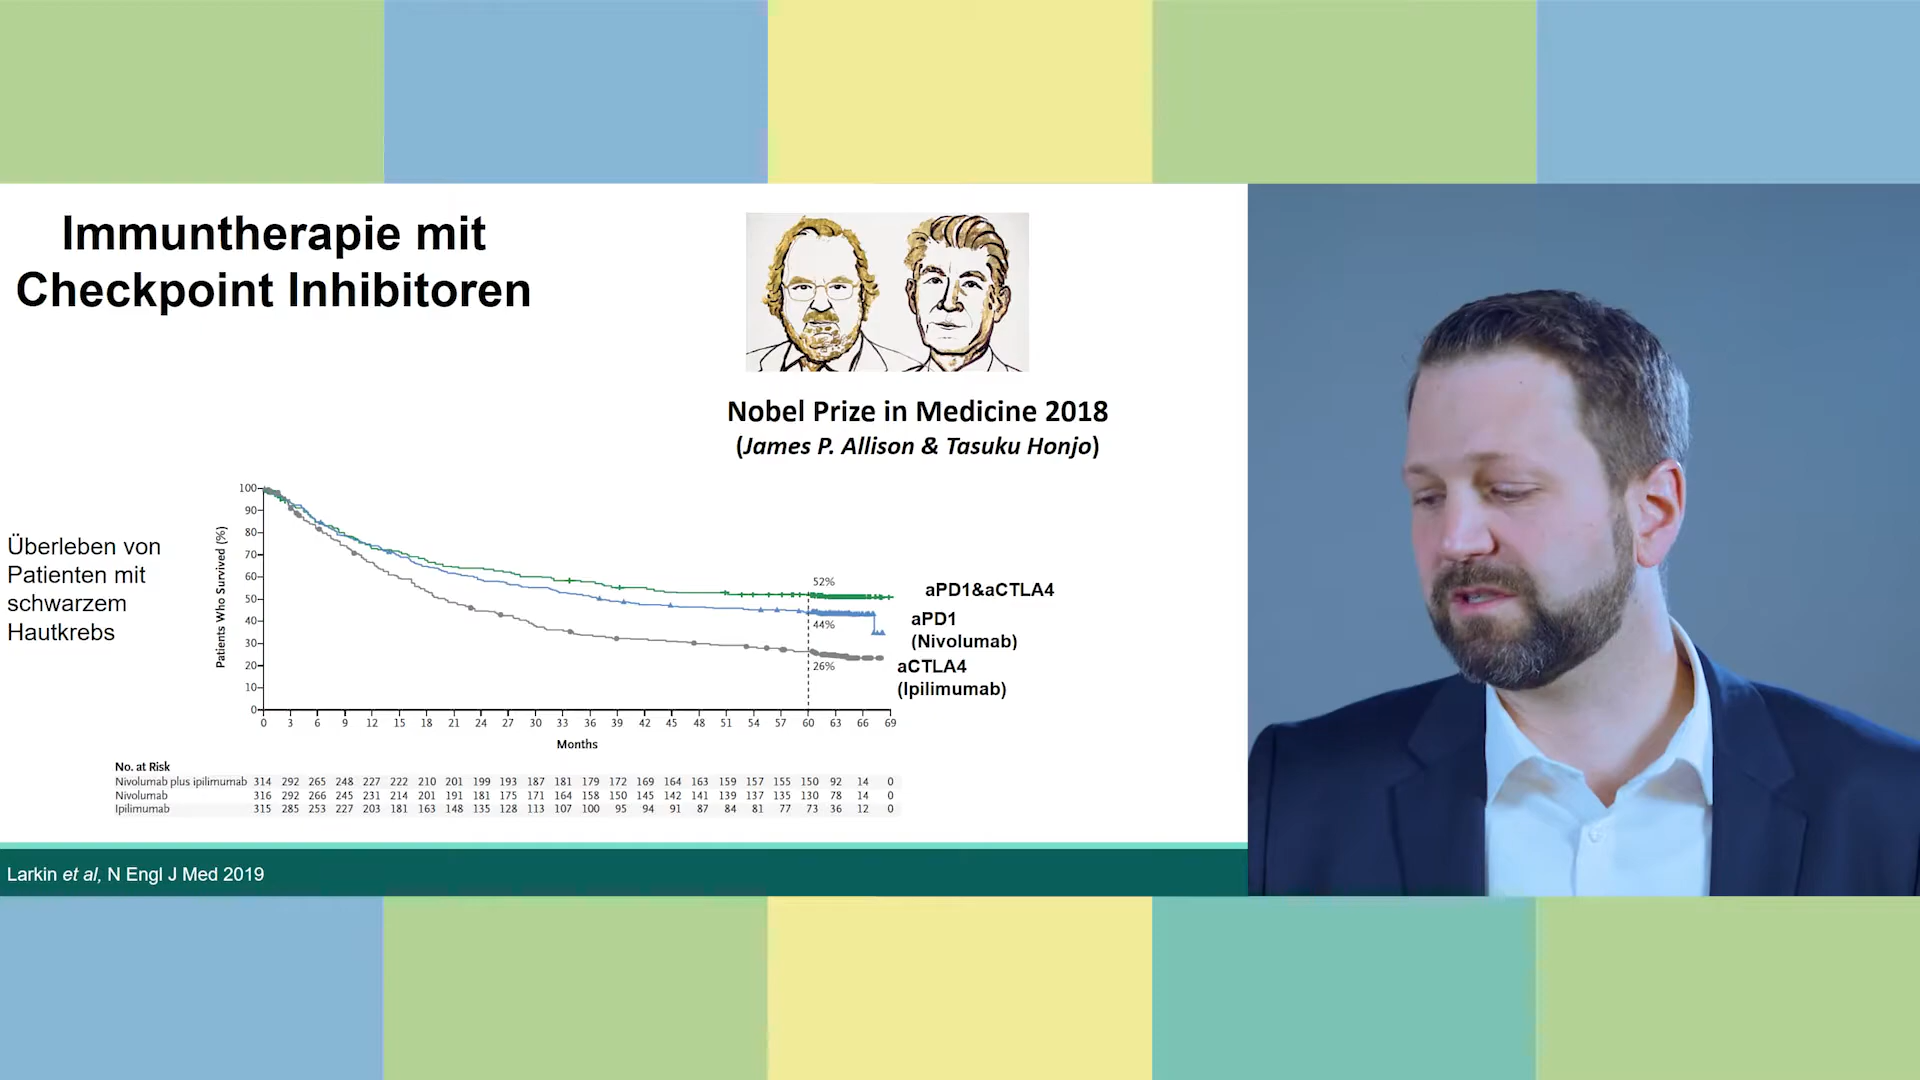 Immuntherapie mit
Checkpoint Inhibitoren
Nobel Prize in Medicine 2018
(James P. Allison & Tasuku Honjo)
Überleben von
Patienten mit
schwarzem
Hautkrebs
Patients Who Survived (%)
100
90
80
70
60
50
40
30
20
10
0
52%
44%
26%
aPD1&aCTLA4
aPD1
(Nivolumab)
aCTLA4
(Ipilimumab)
0 3 6 9 12 15 18 21 24 27 30 33 36 39 42 45 48 51 54 57 60 63 66 69
Months
No. at Risk
Nivolumab plus ipilimumab 314 292 265 248 227 222 210 201 199 193 187 181 179 172 169 164 163 159 157 155 150 92 14 0
Nivolumab 316 292 266 245 231 214 201 191 181 175 171 164 158 150 145 142 141 139 137 135 130 78 14 0
Ipilimumab 315 285 253 227 203 181 163 148 135 128 113 107 100 95 94 91 87 84 81 77 73 36 12 0
Larkin et al, N Engl J Med 2019